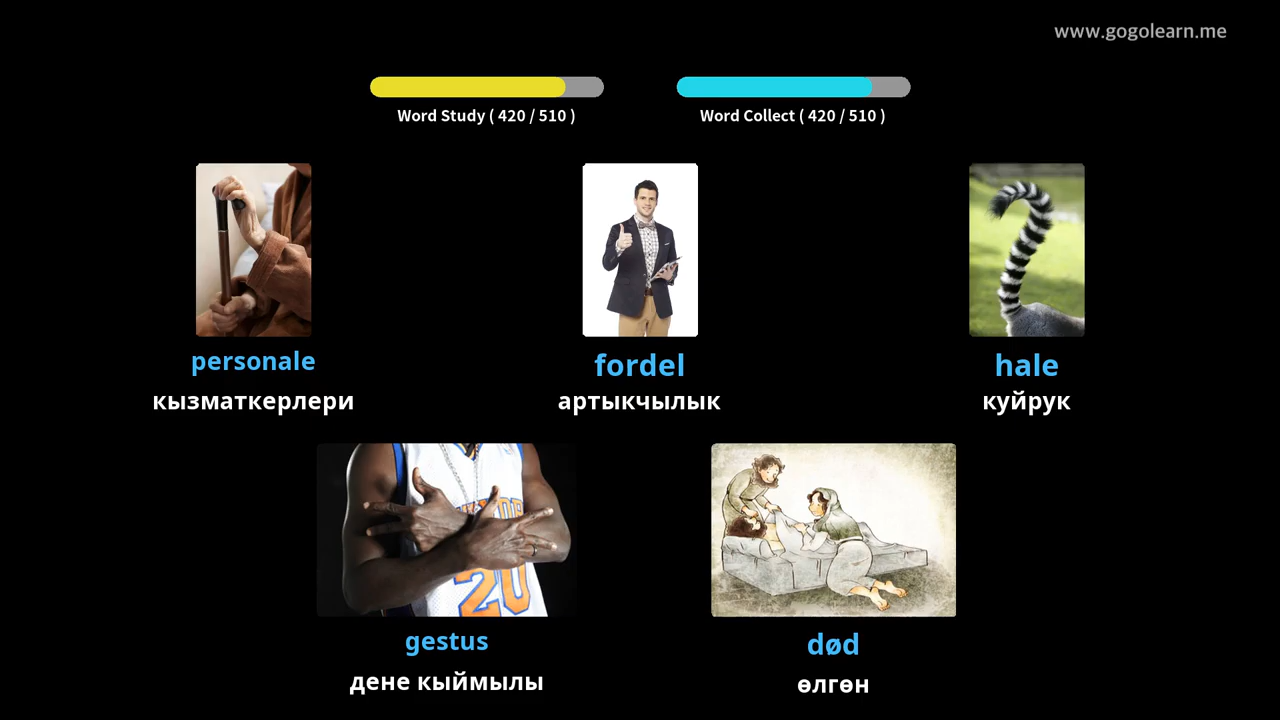 www.gogolearn.me
Word Study ( 420 / 510 )
Word Collect ( 420 / 510 )
personale
fordel
hale
кызматкерлери
артыкчылык
куйрук
20
gestus
død
дене кыймылы
өлгөн